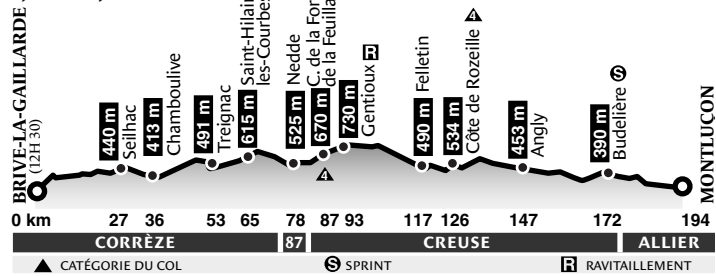 BRIVE-LA-GAILLARDE
(12H 30)
440 m Seilhac
413 m Chamboulive
491 m Treignac
615 m Saint-Hilair
les-Courbes
525 m Nedde
670 m C. de la Fon
de la Feuilla
730 m Gentioux R
490 m Felletin
534 m Côte de Rozeille 4
453 m Angly
390 m Budelière S
MONTLUÇON
4
0 km 27 36 53 65 78 87 93 117 126 147 172 194
CORRÈZE 87 CREUSE ALLIER
CATÉGORIE DU COL S SPRINT R RAVITAILLEMENT